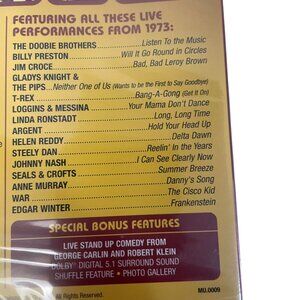 FEATURING ALL THESE LIVE
PERFORMANCES FROM 1973:
THE DOOBIE BROTHERS Listen To the Music
BILLY PRESTON Will It Go Round in Circles
JIM CROCE Bad, Bad Leroy Brown
GLADYS KNIGHT &
THE PIPS...Neither One of Us (Wants to be the First to Say Goodbye)
T-REX Bang-A-Gong (Get It On)
LOGGINS & MESSINA Your Mama Don't Dance
LINDA RONSTADT Long, Long Time
ARGENT Hold Your Head Up
HELEN REDDY Delta Dawn
STEELY DAN Reelin' In the Years
JOHNNY NASH I Can See Clearly Now
SEALS & CROFTS Summer Breeze
ANNE MURRAY Danny's Song
WAR The Cisco Kid
EDGAR WINTER Frankenstein
SPECIAL BONUS FEATURES
LIVE STAND UP COMEDY FROM
GEORGE CARLIN AND ROBERT KLEIN
DOLBY DIGITAL 5.1 SURROUND SOUND
SHUFFLE FEATURE • PHOTO GALLERY
All Rights Reserved. MU.0009